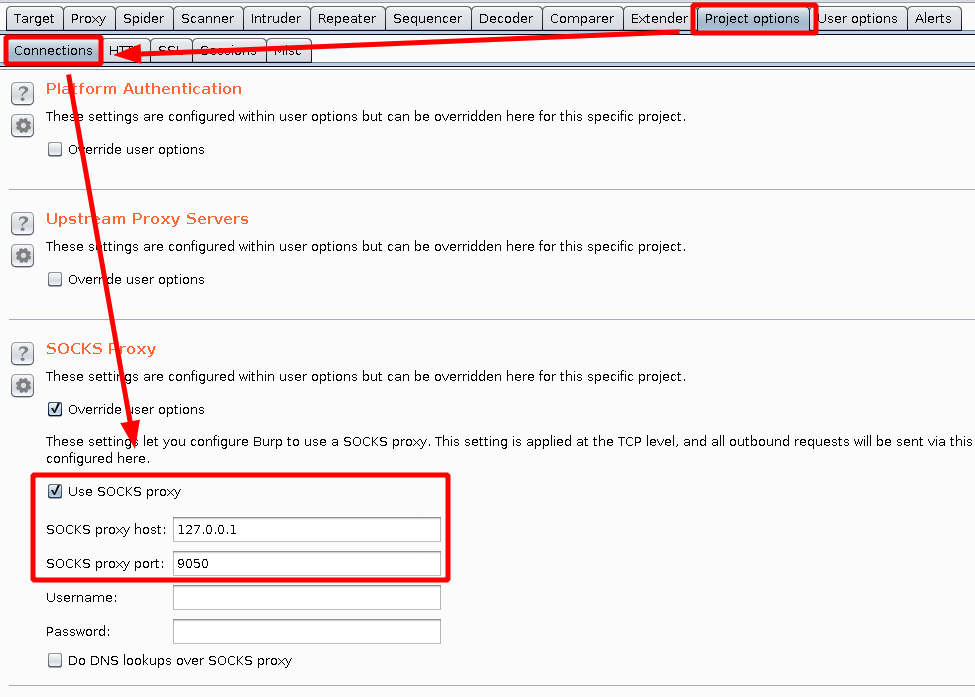 Target Proxy Spider Scanner Intruder Repeater Sequencer Decoder Comparer Extender Project options User options Alerts
Connections HTTP SSL Sessions Misc
? Platform Authentication
These settings are configured within user options but can be overridden here for this specific project.
Override user options
? Upstream Proxy Servers
These settings are configured within user options but can be overridden here for this specific project.
Override user options
? SOCKS Proxy
These settings are configured within user options but can be overridden here for this specific project.
Override user options
These settings let you configure Burp to use a SOCKS proxy. This setting is applied at the TCP level, and all outbound requests will be sent via this
configured here.
Use SOCKS proxy
SOCKS proxy host: 127.0.0.1
SOCKS proxy port: 9050
Username:
Password:
Do DNS lookups over SOCKS proxy